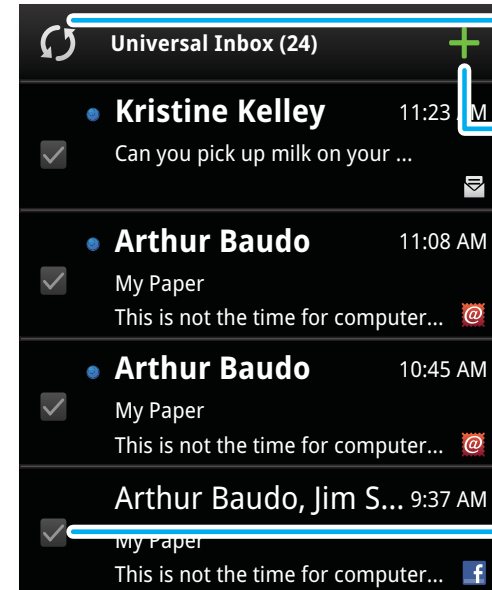 Universal Inbox (24)
Kristine Kelley 11:23 AM
Can you pick up milk on your ...
Arthur Baudo 11:08 AM
My Paper
This is not the time for computer...
Arthur Baudo 10:45 AM
My Paper
This is not the time for computer...
Arthur Baudo, Jim S... 9:37 AM
My Paper
This is not the time for computer...